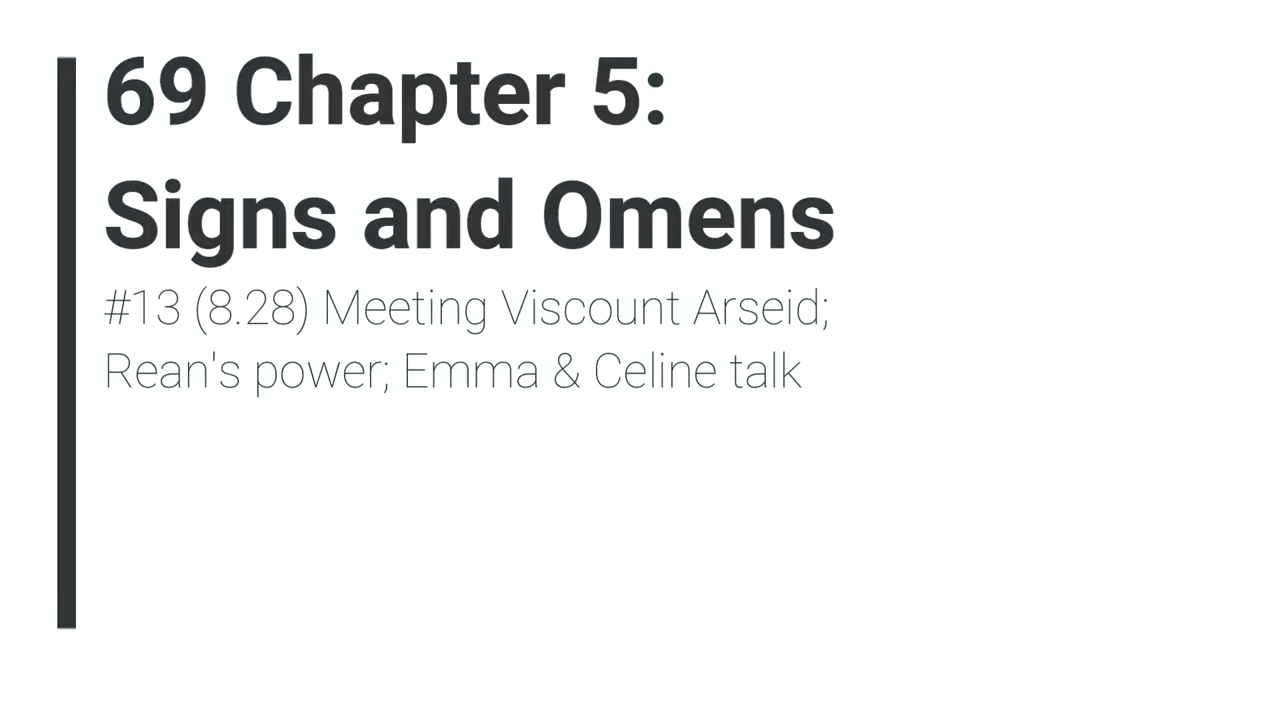 69 Chapter 5:
Signs and Omens
#13 (8.28) Meeting Viscount Arseid;
Rean's power; Emma & Celine talk